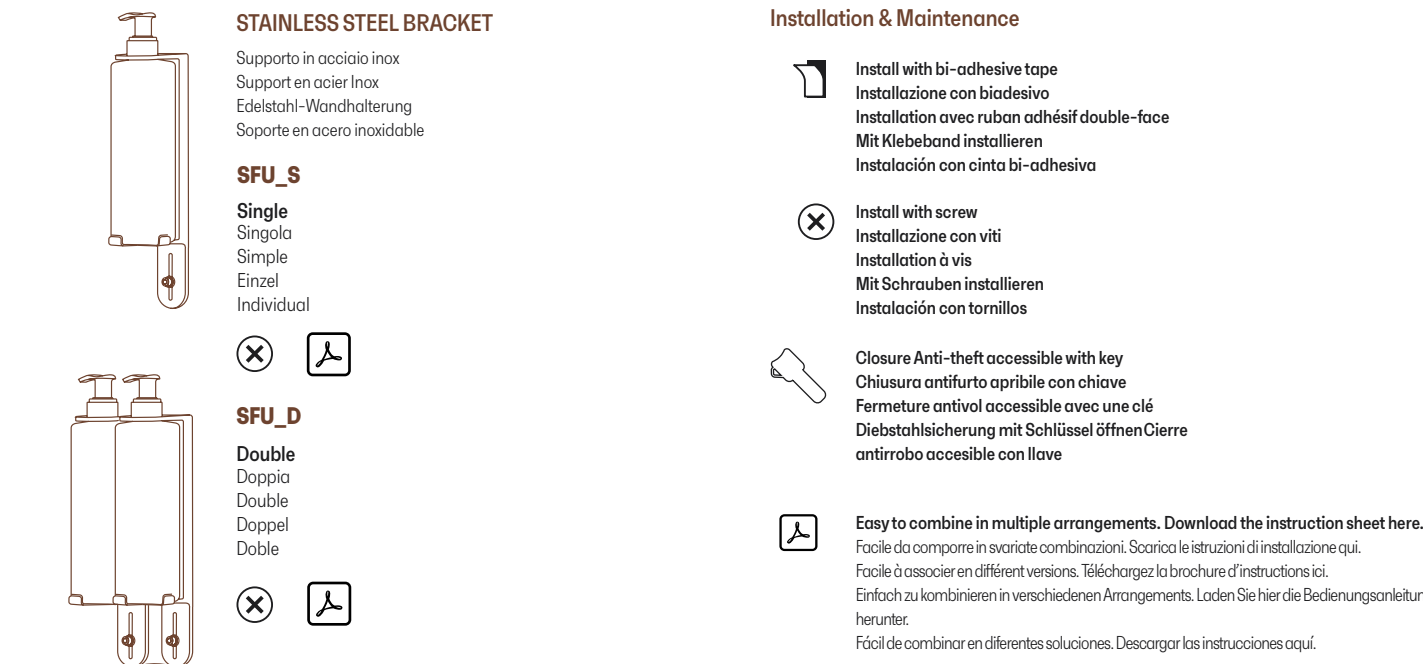 STAINLESS STEEL BRACKET
Supporto in acciaio inox
Support en acier Inox
Edelstahl-Wandhalterung
Soporte en acero inoxidable
SFU_S
Single
Singola
Simple
Einzel
Individual
SFU_D
Double
Doppia
Double
Doppel
Doble
Installation & Maintenance
Install with bi-adhesive tape
Installazione con biadesivo
Installation avec ruban adhésif double-face
Mit Klebeband installieren
Instalación con cinta bi-adhesiva
Install with screw
Installazione con viti
Installation à vis
Mit Schrauben installieren
Instalación con tornillos
Closure Anti-theft accessible with key
Chiusura antifurto apribile con chiave
Fermeture antivol accessible avec une clé
Diebstahlsicherung mit Schlüssel öffnenCierre
antirrobo accesible con llave
Easy to combine in multiple arrangements. Download the instruction sheet here.
Facile da comporre in svariate combinazioni. Scarica le istruzioni di installazione qui.
Facile à associer en différent versions. Téléchargez la brochure d'instructions ici.
Einfach zu kombinieren in verschiedenen Arrangements. Laden Sie hier die
herunter.
Fácil de combinar en diferentes soluciones. Descargar las instrucciones aquí.